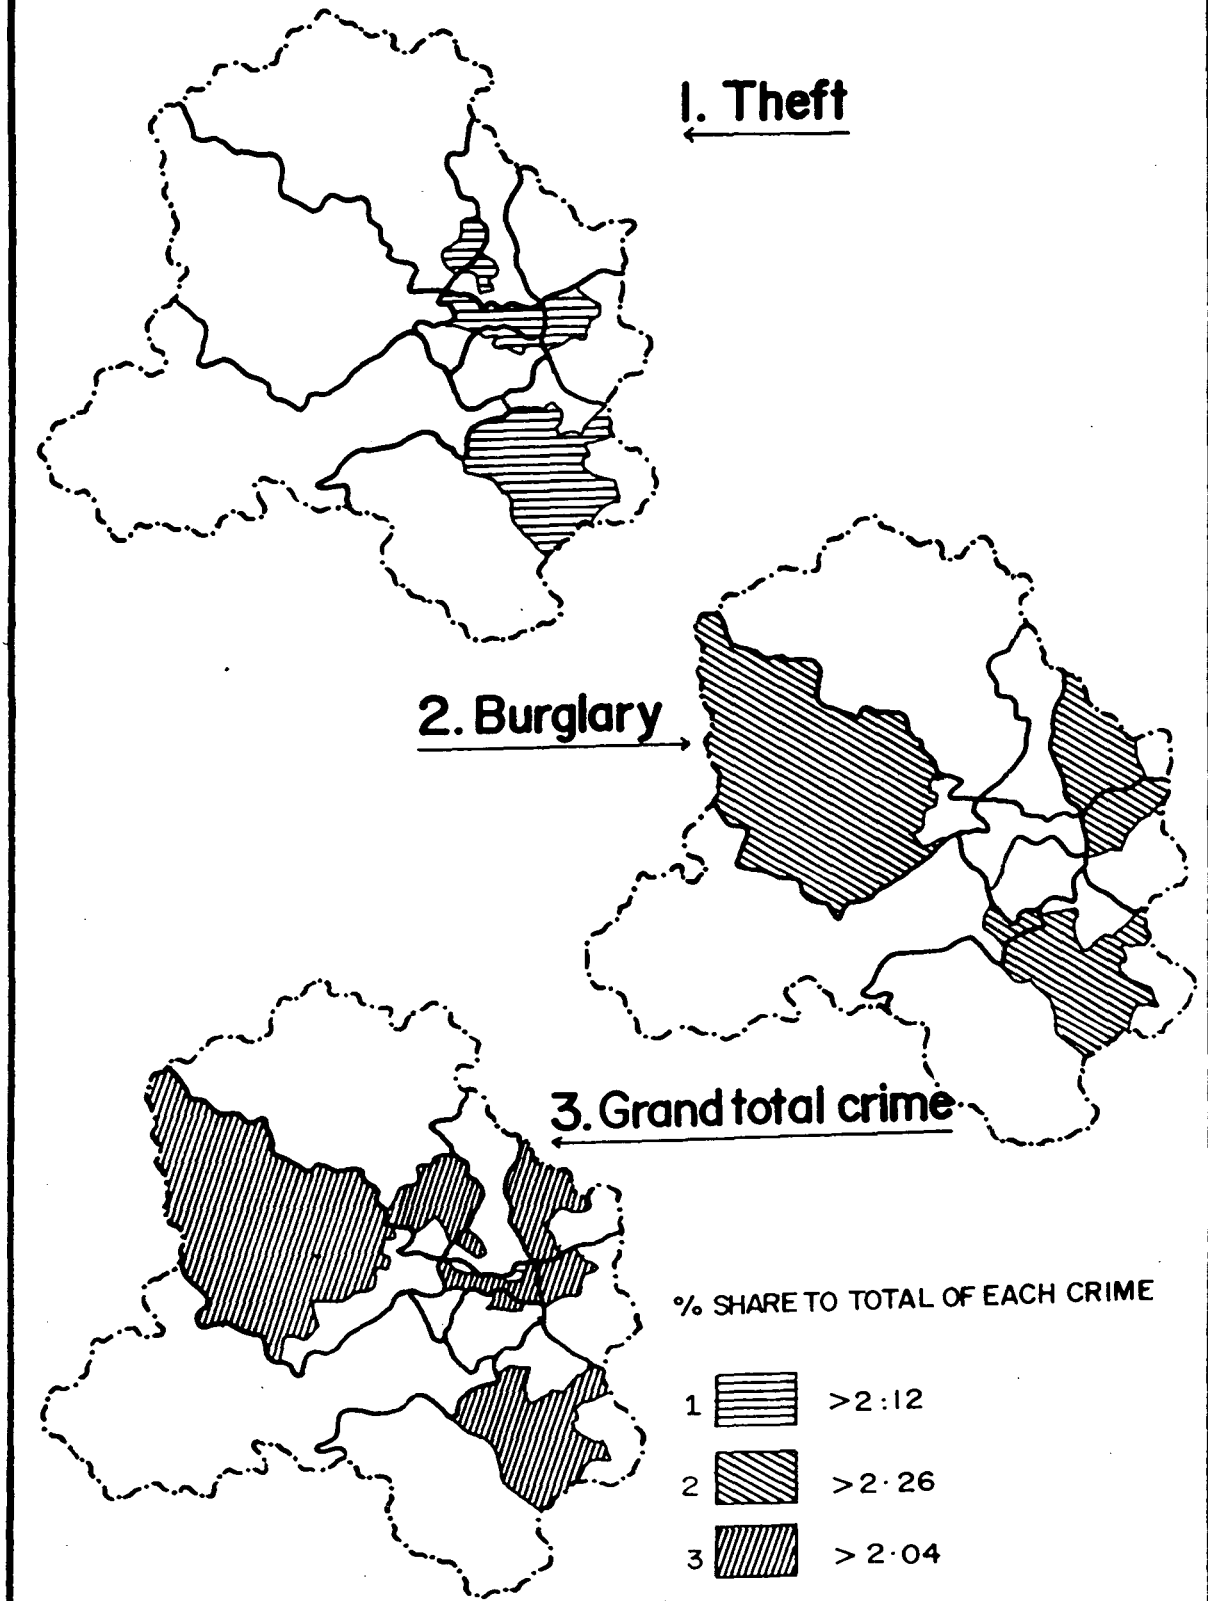 1. Theft
2. Burglary
3. Grand total crime
% SHARE TO TOTAL OF EACH CRIME
1 >2:12
2 >2·26
3 >2·04